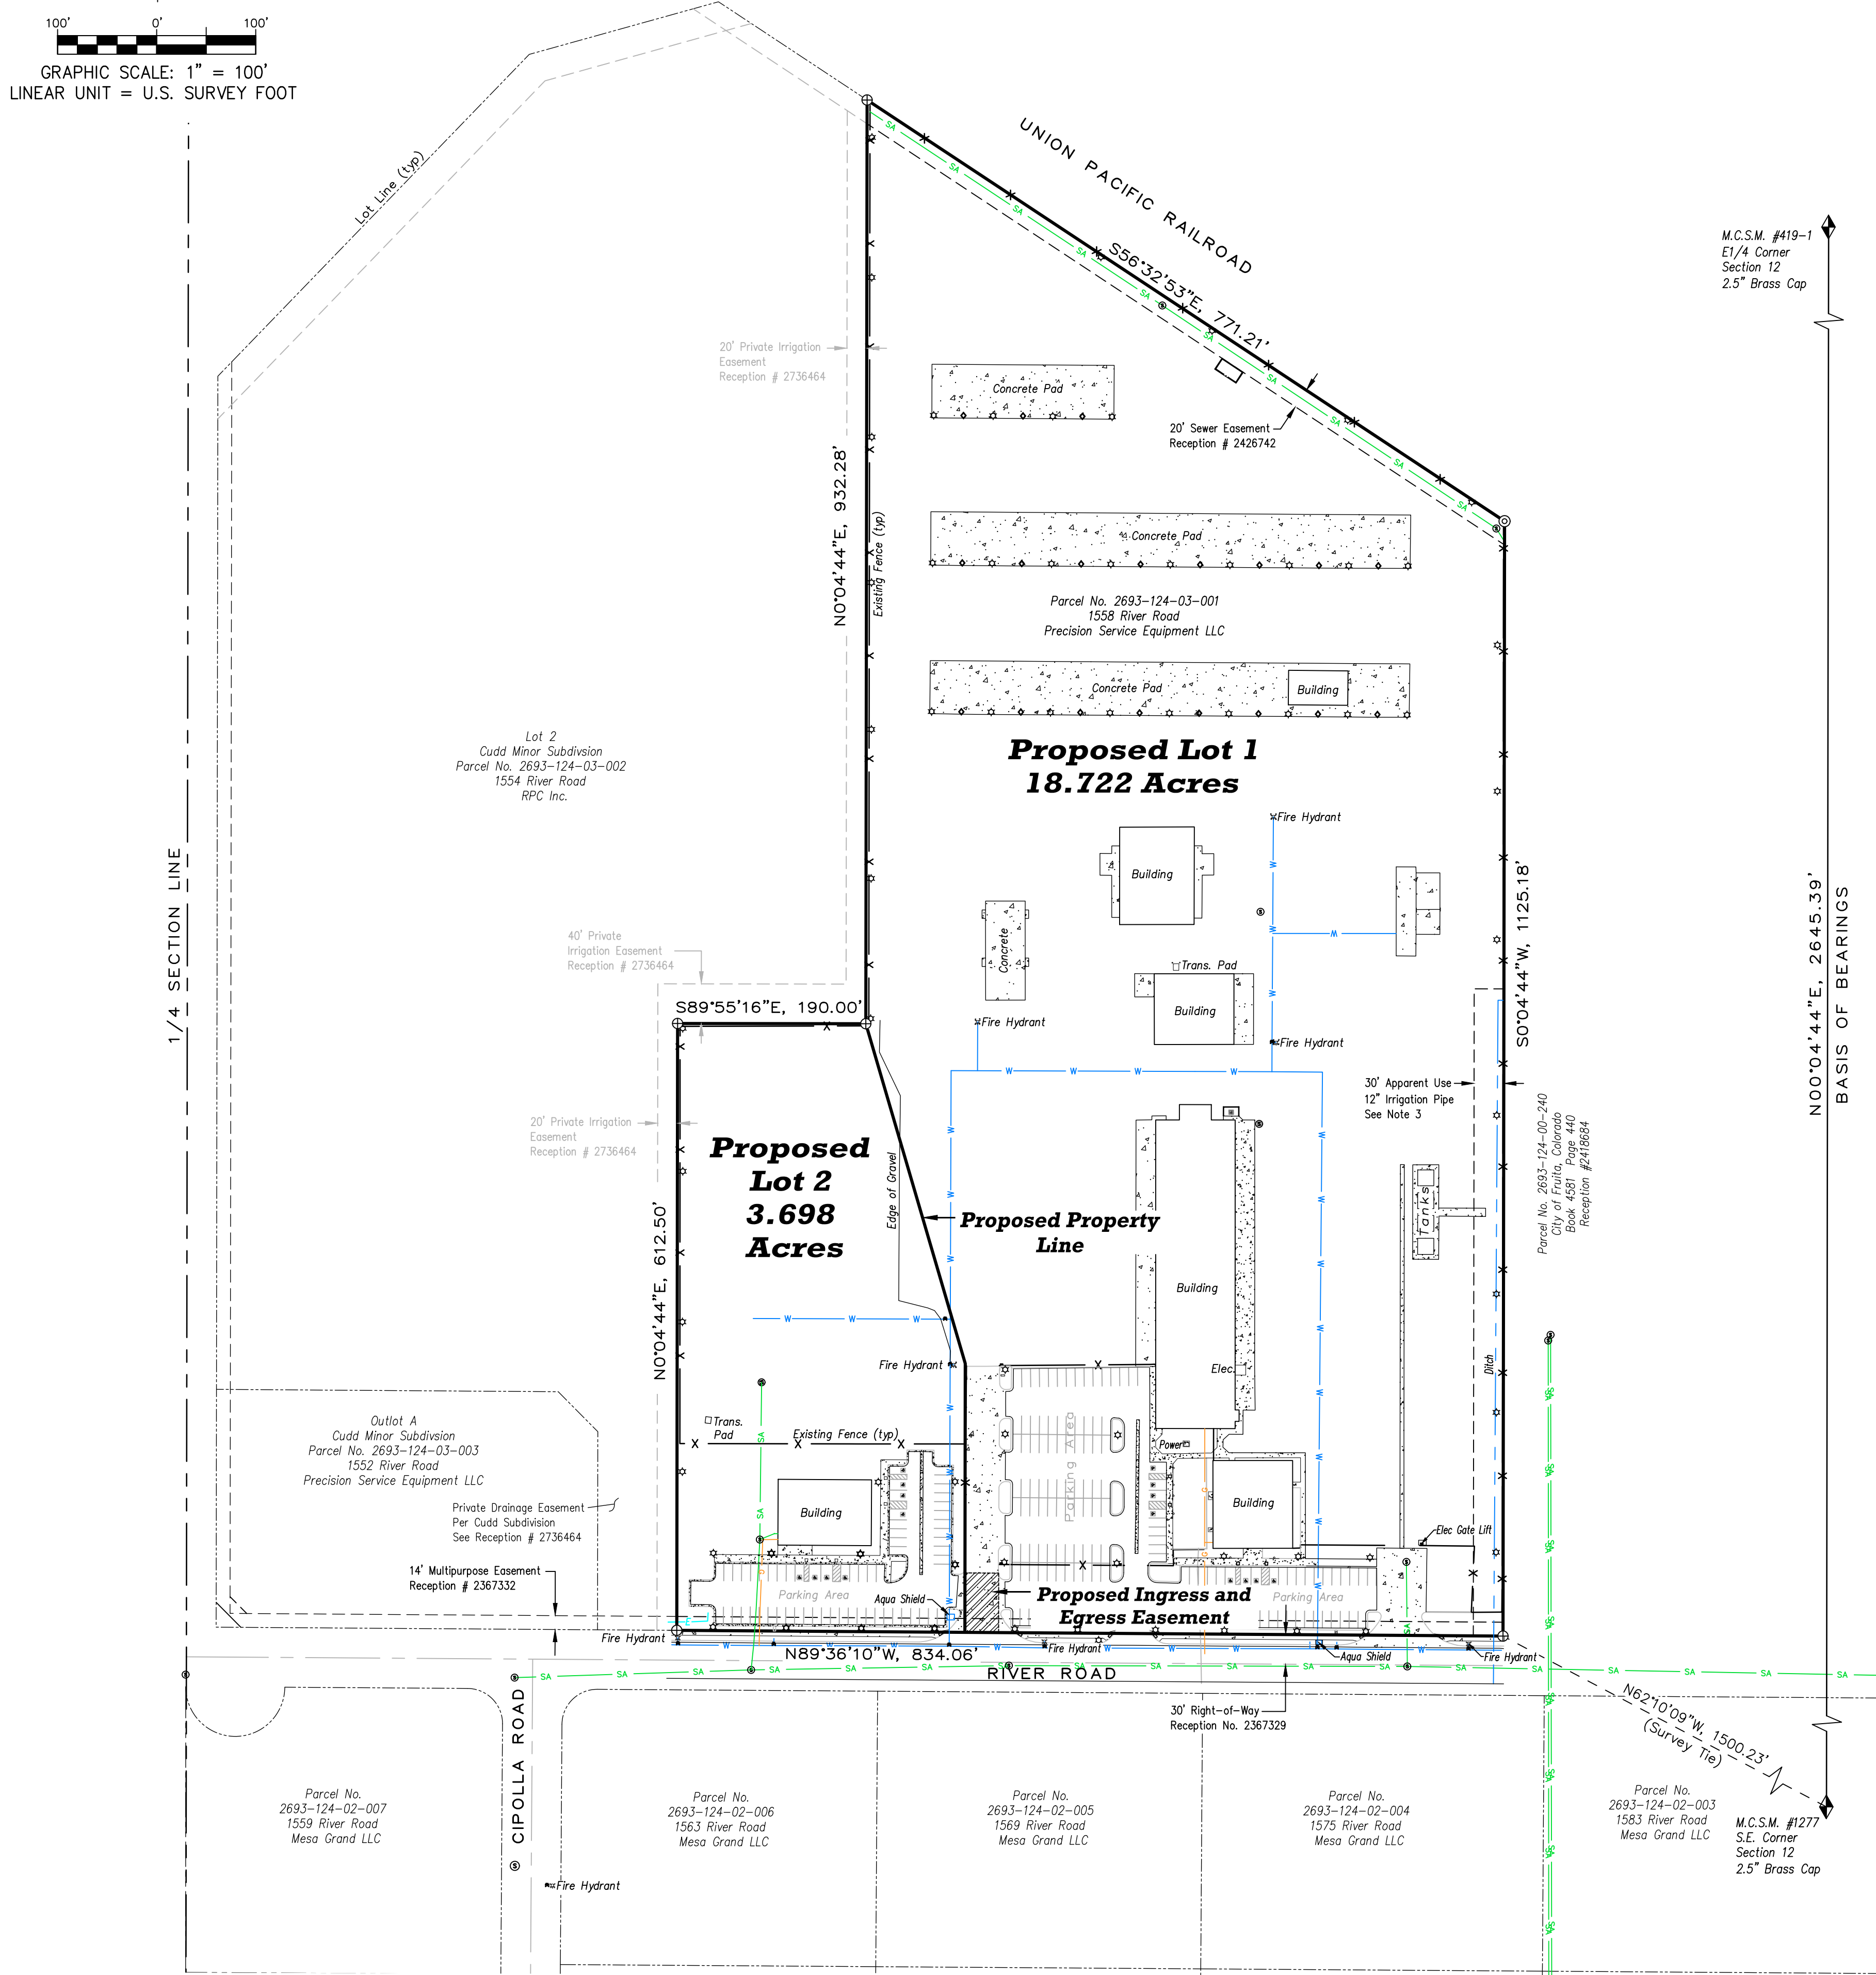 100'
0'
100'
GRAPHIC SCALE: 1" = 100'
LINEAR UNIT = U.S. SURVEY FOOT
Lot Line (typ)
UNION PACIFIC RAILROAD
S56°32'53"E, 771.21'
M.C.S.M. #419-1
E1/4 Corner
Section 12
2.5" Brass Cap
20' Private Irrigation
Easement
Reception # 2736464
Concrete Pad
20' Sewer Easement
Reception # 2426742
N0°04'44"E, 932.28'
Existing Fence (typ)
Concrete Pad
Parcel No. 2693-124-03-001
1558 River Road
Precision Service Equipment LLC
Concrete Pad
Building
Lot 2
Cudd Minor Subdivsion
Parcel No. 2693-124-03-002
1554 River Road
RPC Inc.
Proposed Lot 1
18.722 Acres
Fire Hydrant
Building
1/4 SECTION LINE
S0°04'44"W, 1125.18'
N00°04'44"E, 2645.39'
BASIS OF BEARINGS
40' Private
Irrigation Easement
Reception # 2736464
Concrete
Trans. Pad
Building
S89°55'16"E, 190.00'
Fire Hydrant
Fire Hydrant
30' Apparent Use
12" Irrigation Pipe
See Note 3
20' Private Irrigation
Easement
Reception # 2736464
Proposed
Lot 2
3.698
Acres
Edge of Gravel
Proposed Property
Line
Parcel No. 2693-124-00-240
City of Fruita, Colorado
Book 4581 Page 440
Reception #2418684
Tanks
N0°04'44"E, 612.50'
Building
Ditch
Fire Hydrant
Elec.
Outlot A
Cudd Minor Subdivsion
Parcel No. 2693-124-03-003
1552 River Road
Precision Service Equipment LLC
Trans.
Pad
Existing Fence (typ)
Parking Area
Power
Private Drainage Easement
Per Cudd Subdivision
See Reception # 2736464
Building
Building
Elec Gate Lift
14' Multipurpose Easement
Reception # 2367332
Parking Area
Aqua Shield
Proposed Ingress and
Egress Easement
Parking Area
Fire Hydrant
Fire Hydrant
Aqua Shield
Fire Hydrant
N89°36'10"W, 834.06'
RIVER ROAD
CIPOLLA ROAD
30' Right-of-Way
Reception No. 2367329
N62°10'09"W, 1500.23'
(Survey Tie)
Parcel No.
2693-124-02-007
1559 River Road
Mesa Grand LLC
Parcel No.
2693-124-02-006
1563 River Road
Mesa Grand LLC
Parcel No.
2693-124-02-005
1569 River Road
Mesa Grand LLC
Parcel No.
2693-124-02-004
1575 River Road
Mesa Grand LLC
Parcel No.
2693-124-02-003
1583 River Road
Mesa Grand LLC
M.C.S.M. #1277
S.E. Corner
Section 12
2.5" Brass Cap
Fire Hydrant